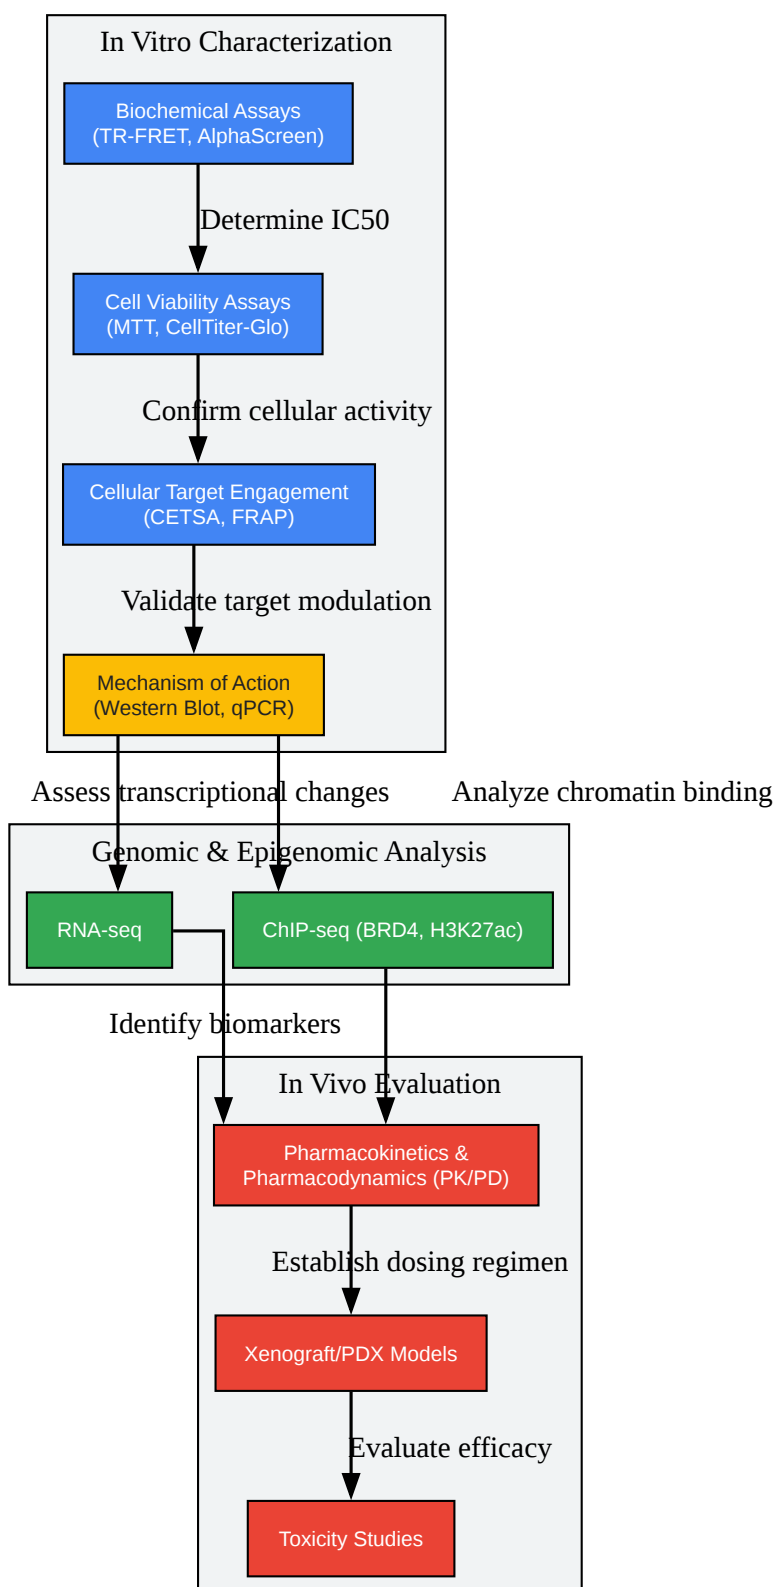 In Vitro Characterization
Biochemical Assays
(TR-FRET, AlphaScreen)
Determine IC50
Cell Viability Assays
(MTT, CellTiter-Glo)
Confirm cellular activity
Cellular Target Engagement
(CETSA, FRAP)
Validate target modulation
Mechanism of Action
(Western Blot, qPCR)
Assess transcriptional changes
Analyze chromatin binding
Genomic & Epigenomic Analysis
RNA-seq
ChIP-seq (BRD4, H3K27ac)
Identify biomarkers
In Vivo Evaluation
Pharmacokinetics &
Pharmacodynamics (PK/PD)
Establish dosing regimen
Xenograft/PDX Models
Evaluate efficacy
Toxicity Studies